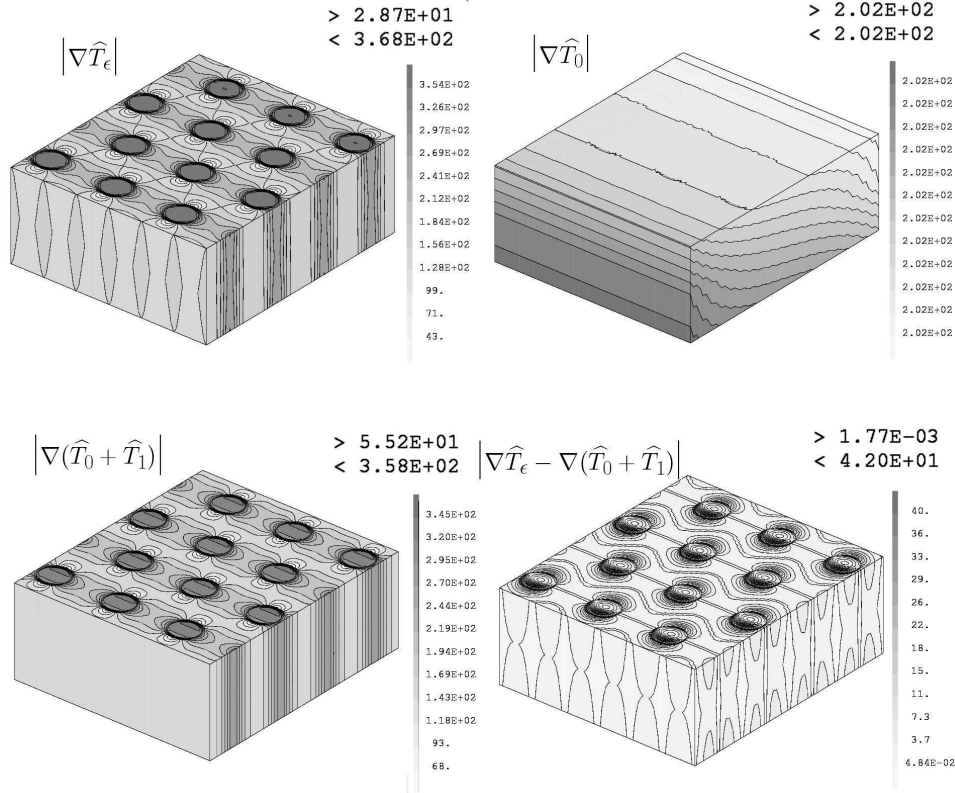 > 2.87E+01
< 3.68E+02
|∇T̂_ϵ|
3.54E+02
3.26E+02
2.97E+02
2.69E+02
2.41E+02
2.12E+02
1.84E+02
1.56E+02
1.28E+02
99.
71.
43.
> 2.02E+02
< 2.02E+02
|∇T̂_0|
2.02E+02
2.02E+02
2.02E+02
2.02E+02
2.02E+02
2.02E+02
2.02E+02
2.02E+02
2.02E+02
2.02E+02
2.02E+02
2.02E+02
> 5.52E+01
< 3.58E+02
|∇(T̂_0 + T̂_1)|
3.45E+02
3.20E+02
2.95E+02
2.70E+02
2.44E+02
2.19E+02
1.94E+02
1.69E+02
1.43E+02
1.18E+02
93.
68.
> 1.77E-03
< 4.20E+01
|∇T̂_ϵ − ∇(T̂_0 + T̂_1)|
40.
36.
33.
29.
26.
22.
18.
15.
11.
7.3
3.7
4.84E-02